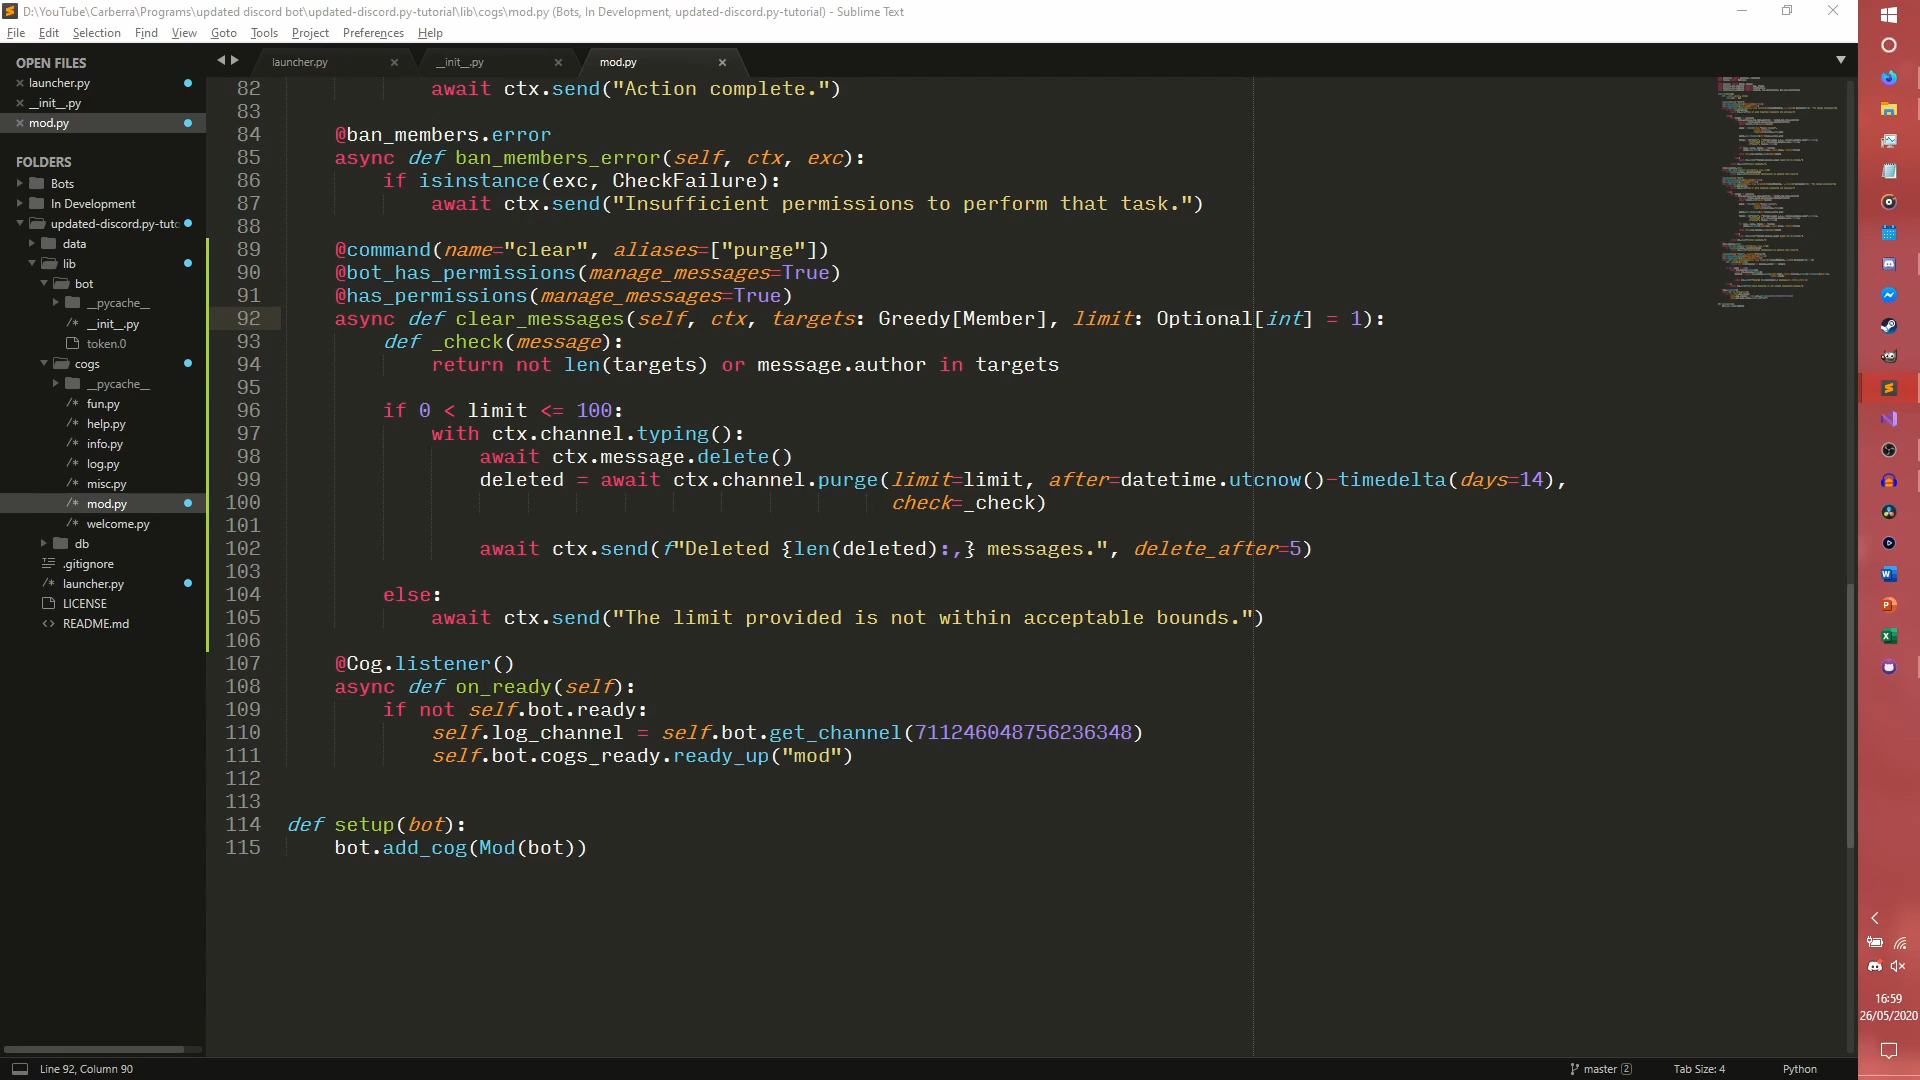 D:\YouTube\Carberra\Programs\updated discord bot\updated-discord.py-tutorial\lib\cogs\mod.py (Bots, In Development, updated-discord.py-tutorial) - Sublime Text
File Edit Selection Find View Goto Tools Project Preferences Help
OPEN FILES
launcher.py
__init__.py
mod.py
FOLDERS
Bots
In Development
updated-discord.py-tuto
data
lib
bot
__pycache__
__init__.py
token.0
cogs
__pycache__
fun.py
help.py
info.py
log.py
misc.py
mod.py
welcome.py
db
.gitignore
launcher.py
LICENSE
README.md
launcher.py __init__.py mod.py
82 await ctx.send("Action complete.")
83
84 @ban_members.error
85 async def ban_members_error(self, ctx, exc):
86 if isinstance(exc, CheckFailure):
87 await ctx.send("Insufficient permissions to perform that task.")
88
89 @command(name="clear", aliases=["purge"])
90 @bot_has_permissions(manage_messages=True)
91 @has_permissions(manage_messages=True)
92 async def clear_messages(self, ctx, targets: Greedy[Member], limit: Optional[int] = 1):
93 def _check(message):
94 return not len(targets) or message.author in targets
95
96 if 0 < limit <= 100:
97 with ctx.channel.typing():
98 await ctx.message.delete()
99 deleted = await ctx.channel.purge(limit=limit, after=datetime.utcnow()-timedelta(days=14),
100 check=_check)
101
102 await ctx.send(f"Deleted {len(deleted):,} messages.", delete_after=5)
103
104 else:
105 await ctx.send("The limit provided is not within acceptable bounds.")
106
107 @Cog.listener()
108 async def on_ready(self):
109 if not self.bot.ready:
110 self.log_channel = self.bot.get_channel(711246048756236348)
111 self.bot.cogs_ready.ready_up("mod")
112
113
114 def setup(bot):
115 bot.add_cog(Mod(bot))
Line 92, Column 90
master 2
Tab Size: 4
Python
16:59
26/05/2020